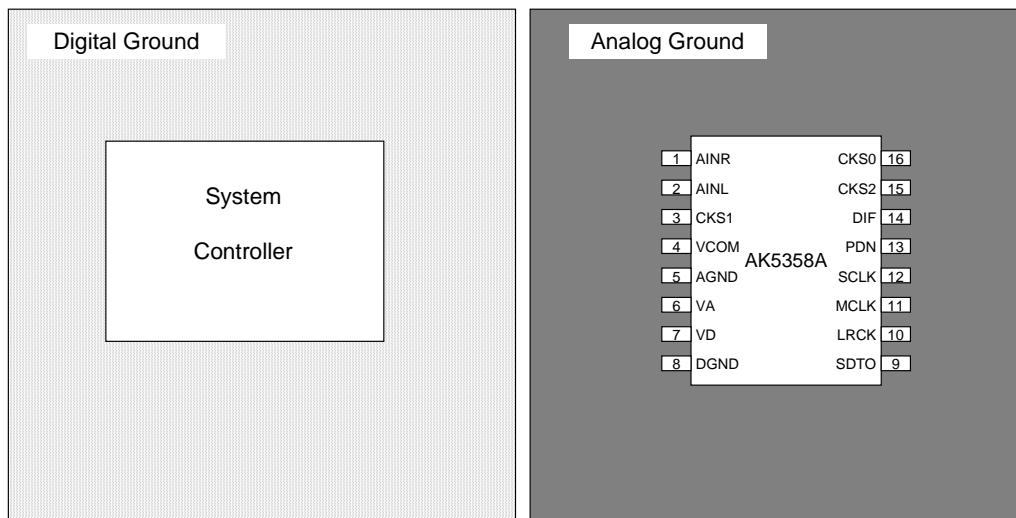 Digital Ground
Analog Ground
System
Controller
1 AINR CKS0 16
2 AINL CKS2 15
3 CKS1 DIF 14
4 VCOM PDN 13
AK5358A
5 AGND SCLK 12
6 VA MCLK 11
7 VD LRCK 10
8 DGND SDTO 9